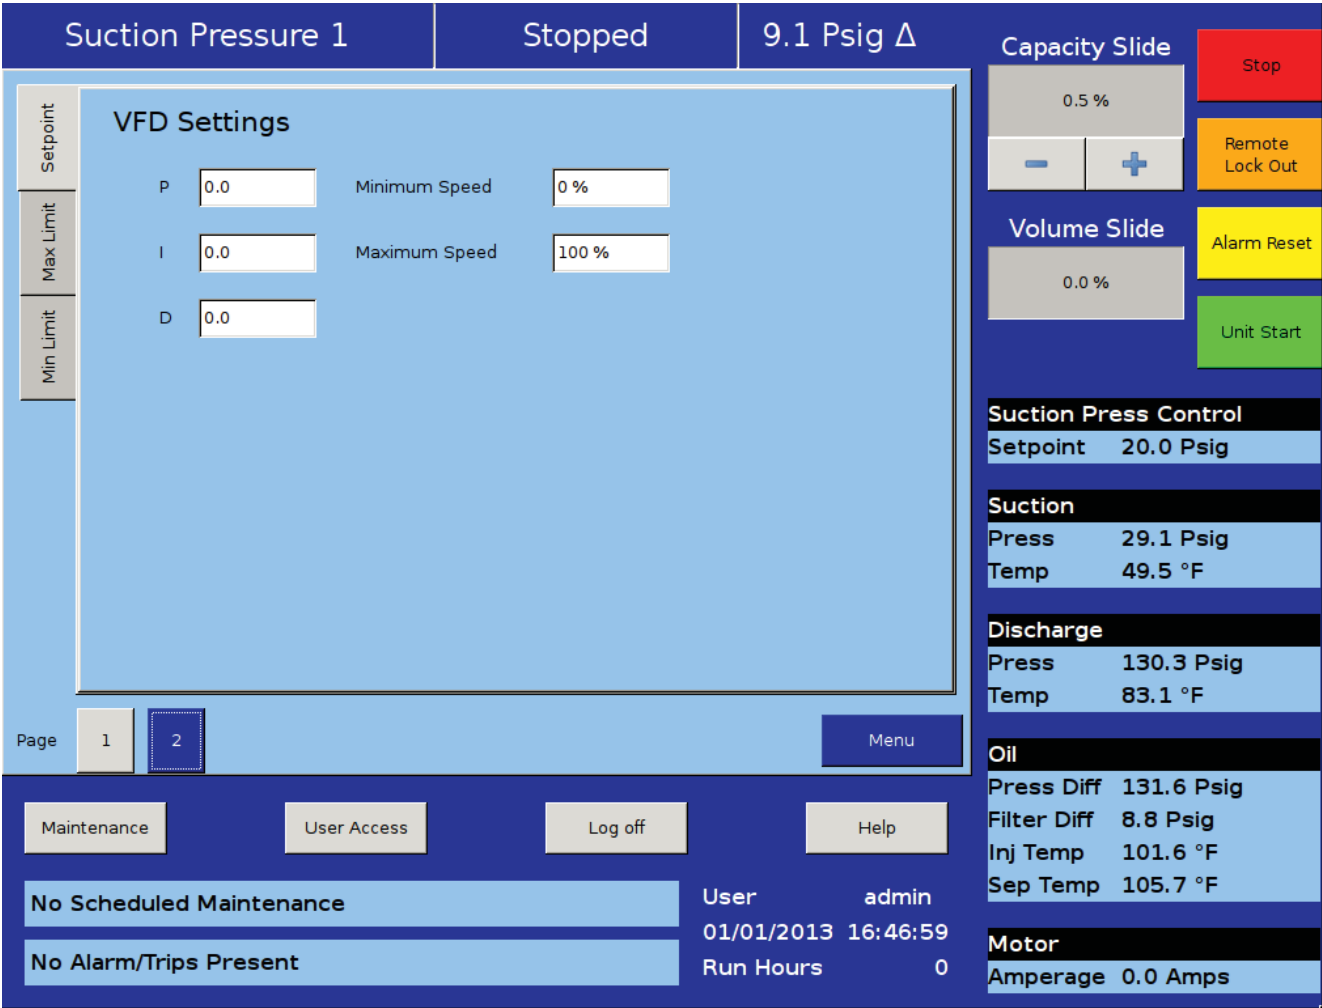 Suction Pressure 1 Stopped 9.1 Psig Δ
Setpoint
Max Limit
Min Limit
VFD Settings
P 0.0 Minimum Speed 0 %
I 0.0 Maximum Speed 100 %
D 0.0
Page 1 2 Menu
Maintenance User Access Log off Help
No Scheduled Maintenance
No Alarm/Trips Present
User admin
01/01/2013 16:46:59
Run Hours 0
Capacity Slide
0.5 %
Volume Slide
0.0 %
Stop
Remote
Lock Out
Alarm Reset
Unit Start
Suction Press Control
Setpoint 20.0 Psig
Suction
Press 29.1 Psig
Temp 49.5 °F
Discharge
Press 130.3 Psig
Temp 83.1 °F
Oil
Press Diff 131.6 Psig
Filter Diff 8.8 Psig
Inj Temp 101.6 °F
Sep Temp 105.7 °F
Motor
Amperage 0.0 Amps